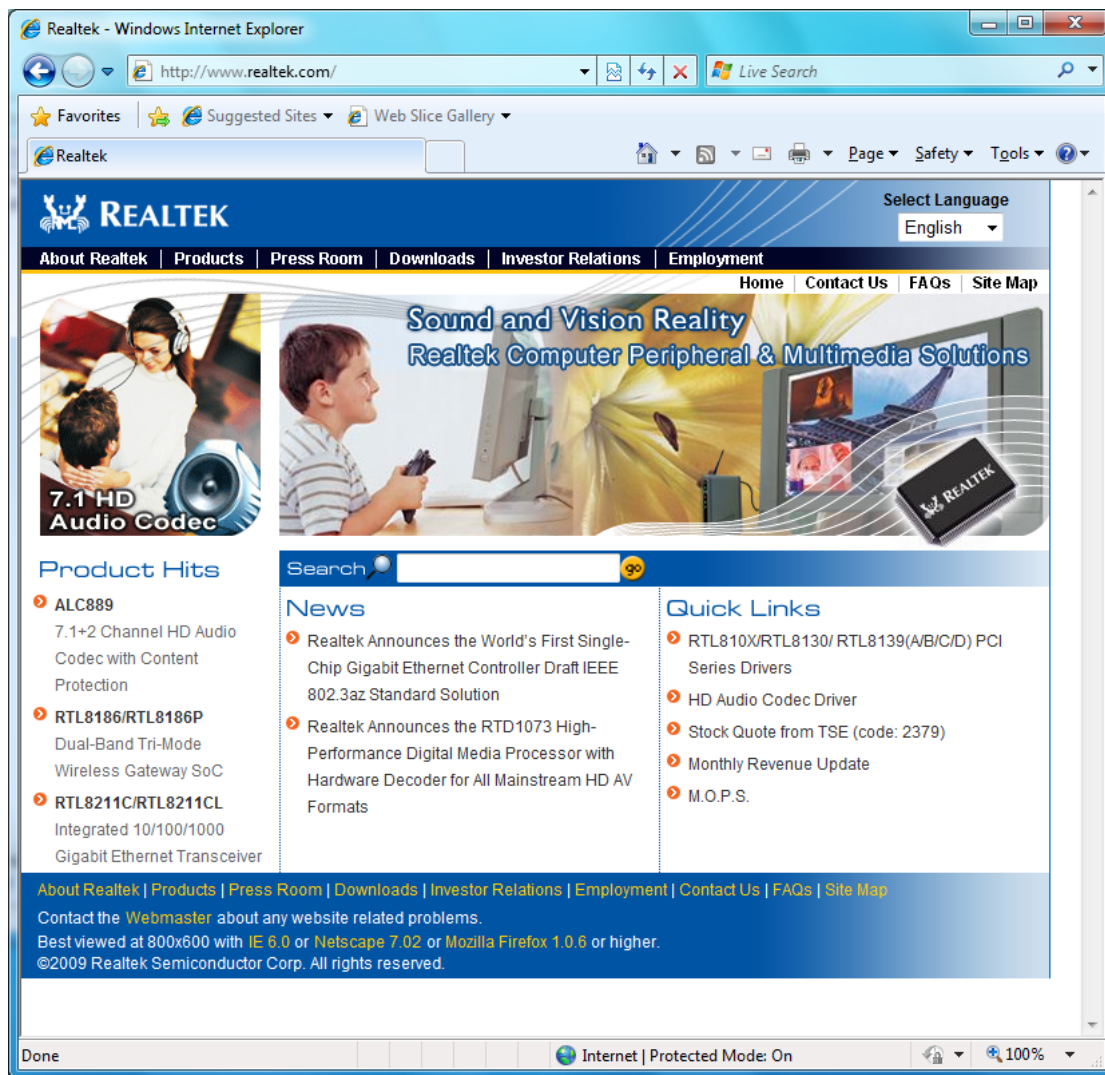 Realtek - Windows Internet Explorer
http://www.realtek.com/
Live Search
Favorites
Suggested Sites
Web Slice Gallery
Realtek
Page
Safety
Tools
REALTEK
Select Language
English
About Realtek | Products | Press Room | Downloads | Investor Relations | Employment
Home | Contact Us | FAQs | Site Map
7.1 HD
Audio Codec
Sound and Vision Reality
Realtek Computer Peripheral & Multimedia Solutions
REALTEK
Product Hits
ALC889
7.1+2 Channel HD Audio
Codec with Content
Protection
RTL8186/RTL8186P
Dual-Band Tri-Mode
Wireless Gateway SoC
RTL8211C/RTL8211CL
Integrated 10/100/1000
Gigabit Ethernet Transceiver
Search
go
News
Realtek Announces the World's First Single-
Chip Gigabit Ethernet Controller Draft IEEE
802.3az Standard Solution
Realtek Announces the RTD1073 High-
Performance Digital Media Processor with
Hardware Decoder for All Mainstream HD AV
Formats
Quick Links
RTL810X/RTL8130/ RTL8139(A/B/C/D) PCI
Series Drivers
HD Audio Codec Driver
Stock Quote from TSE (code: 2379)
Monthly Revenue Update
M.O.P.S.
About Realtek | Products | Press Room | Downloads | Investor Relations | Employment | Contact Us | FAQs | Site Map
Contact the Webmaster about any website related problems.
Best viewed at 800x600 with IE 6.0 or Netscape 7.02 or Mozilla Firefox 1.0.6 or higher.
©2009 Realtek Semiconductor Corp. All rights reserved.
Done
Internet | Protected Mode: On
100%